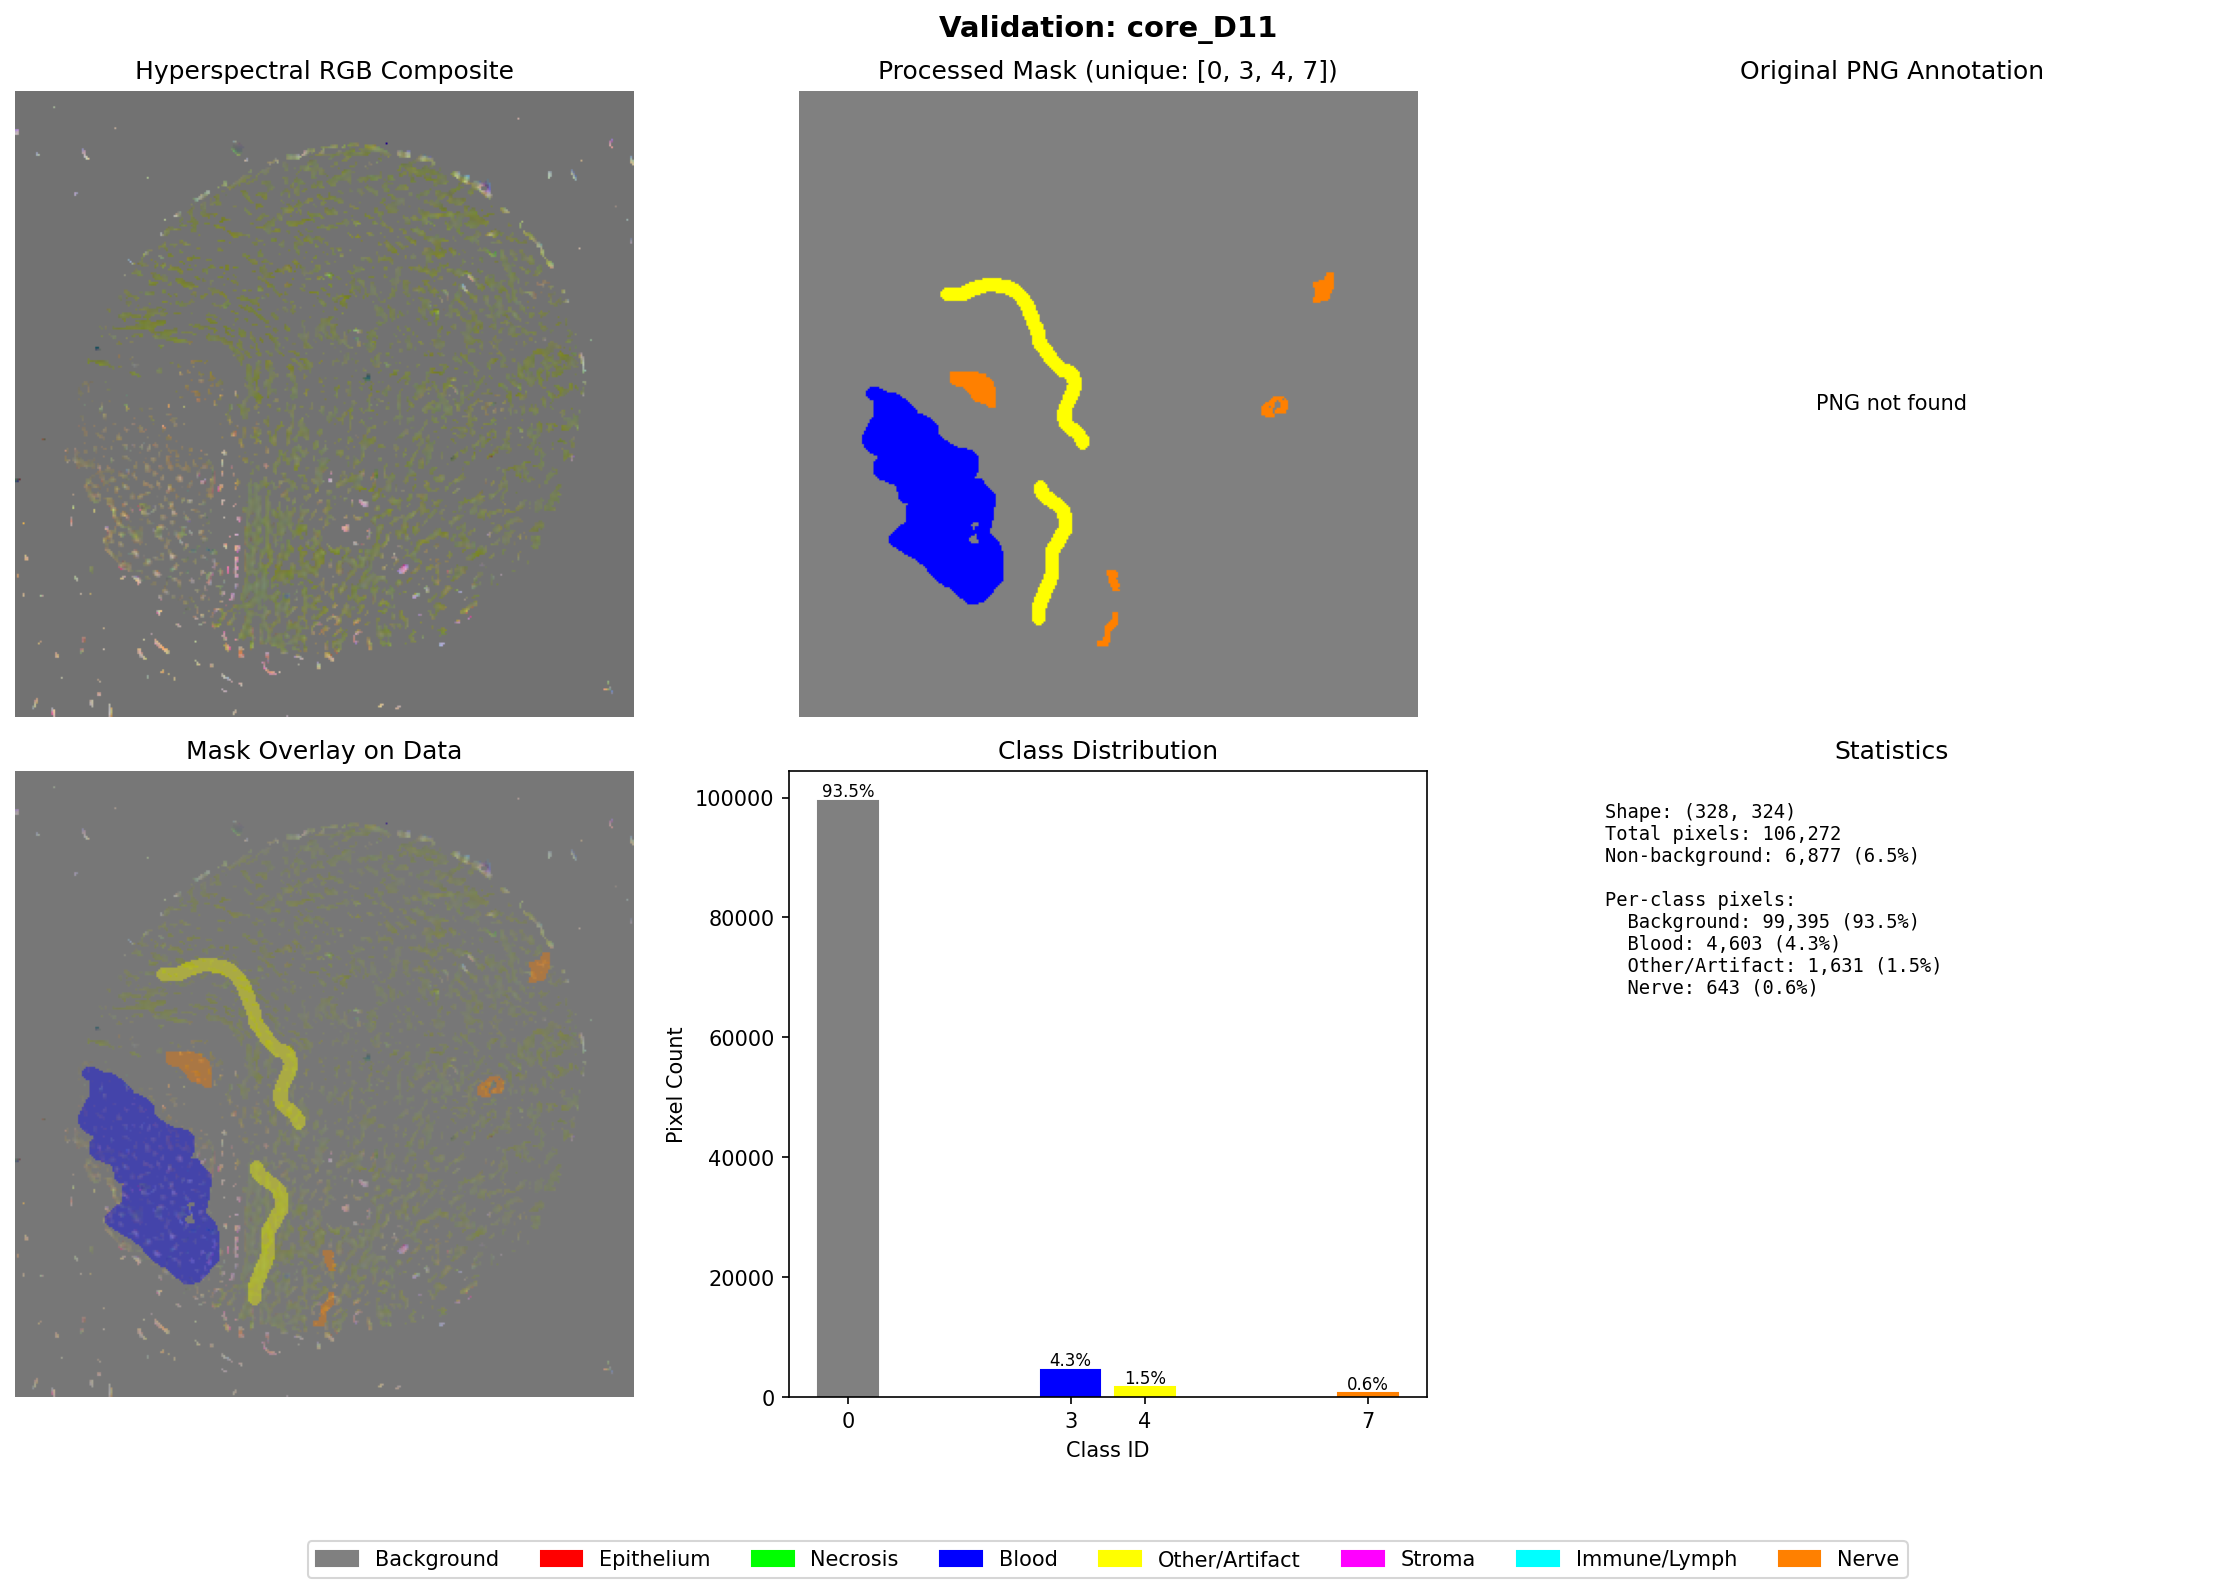 Validation: core_D11
Hyperspectral RGB Composite
Processed Mask (unique: [0, 3, 4, 7])
Original PNG Annotation
PNG not found
Mask Overlay on Data
Class Distribution
Statistics
100000
80000
60000
40000
20000
0
Pixel Count
93.5%
4.3%
1.5%
0.6%
0
3
4
7
Class ID
Shape: (328, 324)
Total pixels: 106,272
Non-background: 6,877 (6.5%)
Per-class pixels:
Background: 99,395 (93.5%)
Blood: 4,603 (4.3%)
Other/Artifact: 1,631 (1.5%)
Nerve: 643 (0.6%)
Background
Epithelium
Necrosis
Blood
Other/Artifact
Stroma
Immune/Lymph
Nerve